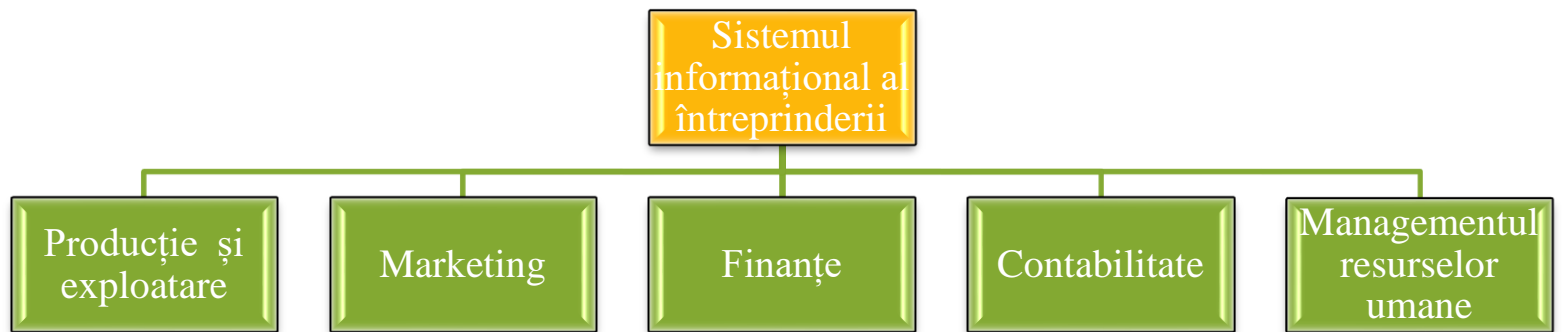 Sistemul
informațional al
întreprinderii
Producție și
exploatare
Marketing
Finanțe
Contabilitate
Managementul
resurselor
umane